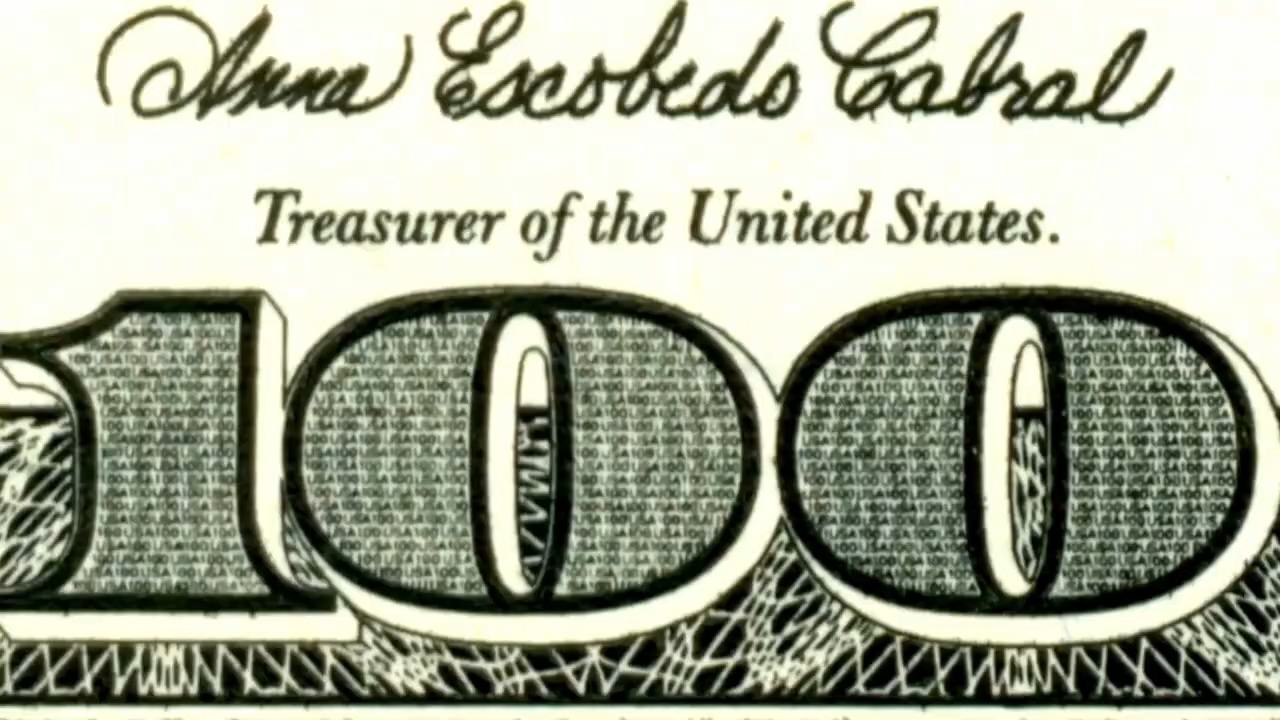 Anna Escobedo Cabral
Treasurer of the United States.
100